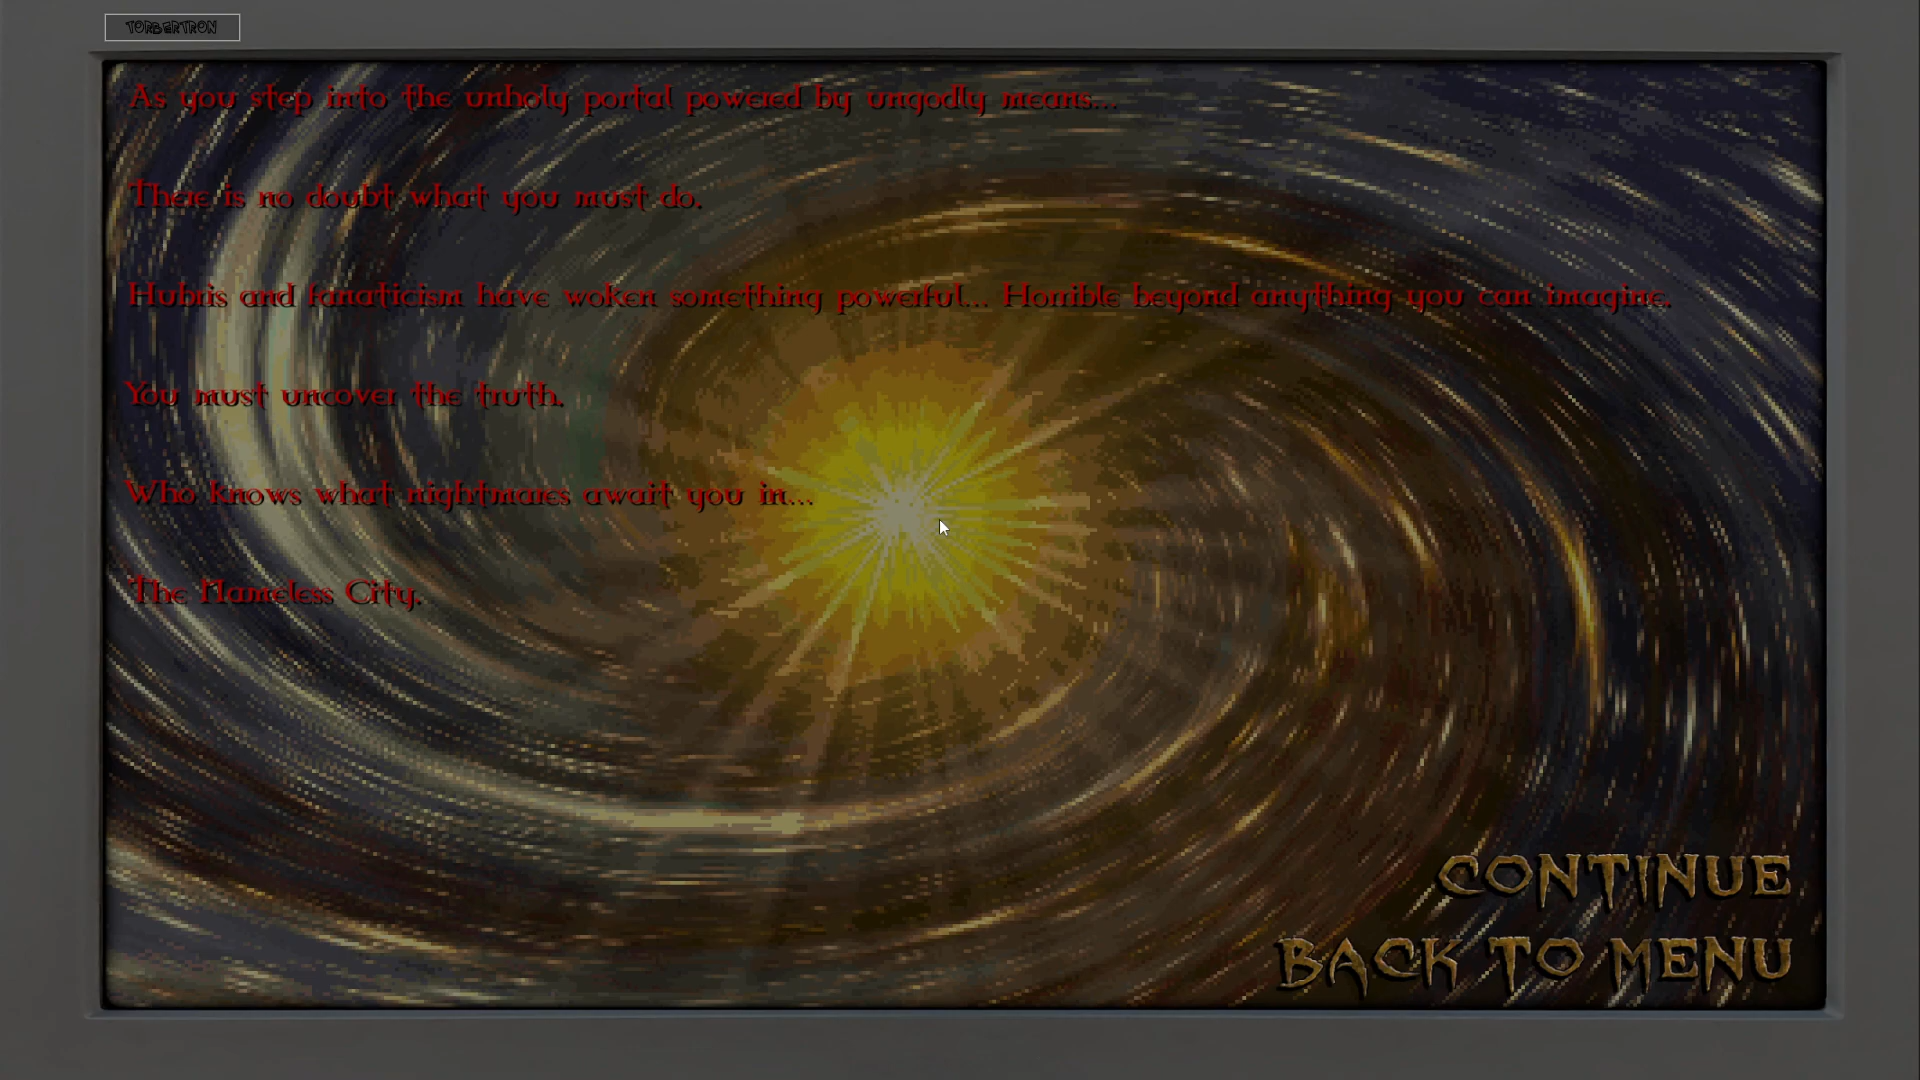 TORBERTRON
As you step into the unholy portal powered by ungodly means...
There is no doubt what you must do.
Hubris and fanaticism have woken something powerful... Horrible beyond anything you can imagine.
You must uncover the truth.
Who knows what nightmares await you in...
The Nameless City.
CONTINUE
BACK TO MENU